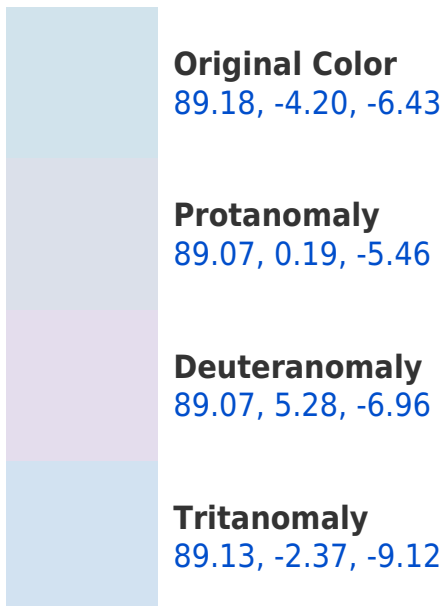 Original Color
89.18, -4.20, -6.43
Protanomaly
89.07, 0.19, -5.46
Deuteranomaly
89.07, 5.28, -6.96
Tritanomaly
89.13, -2.37, -9.12